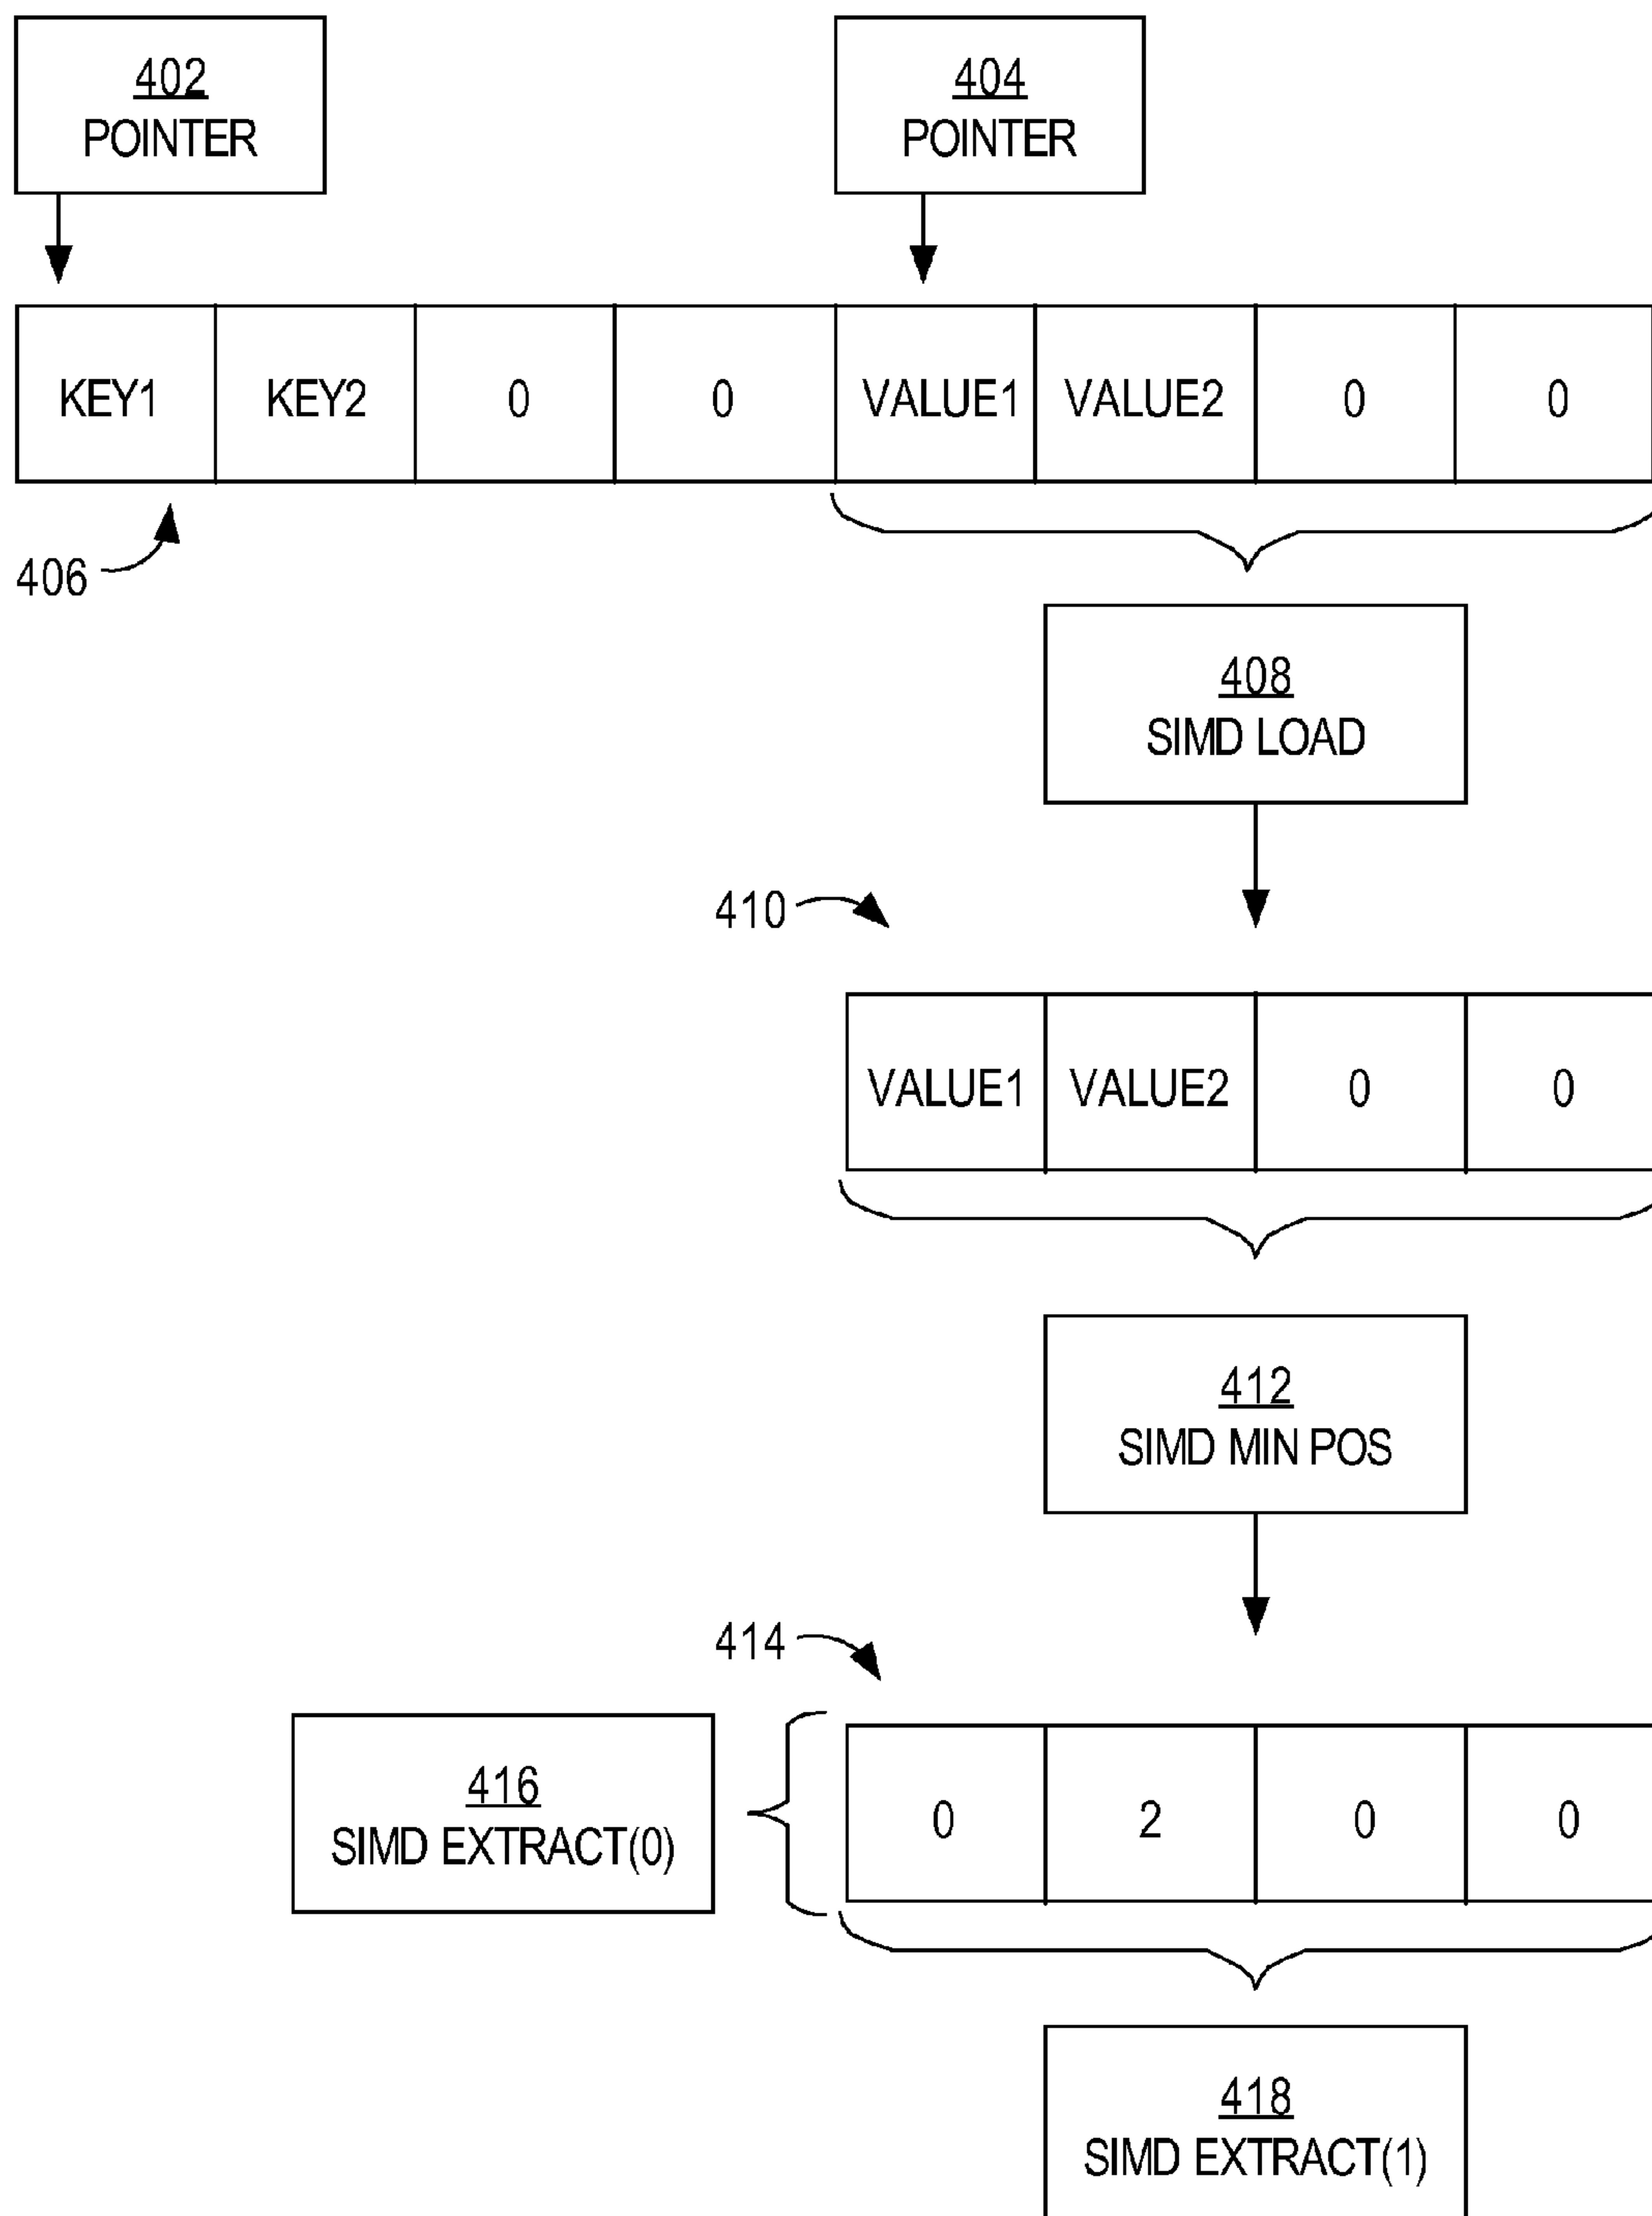 402
POINTER
404
POINTER
KEY1 KEY2 0 0 VALUE1 VALUE2 0 0
406
408
SIMD LOAD
410
VALUE1 VALUE2 0 0
412
SIMD MIN POS
414
416
SIMD EXTRACT(0)
0 2 0 0
418
SIMD EXTRACT(1)